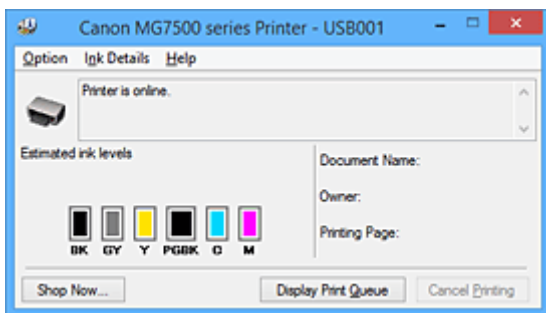 Canon MG7500 series Printer - USB001
Option Ink Details Help
Printer is online.
Estimated ink levels
Document Name:
Owner:
Printing Page:
BK GY Y PGBK C M
Shop Now... Display Print Queue Cancel Printing